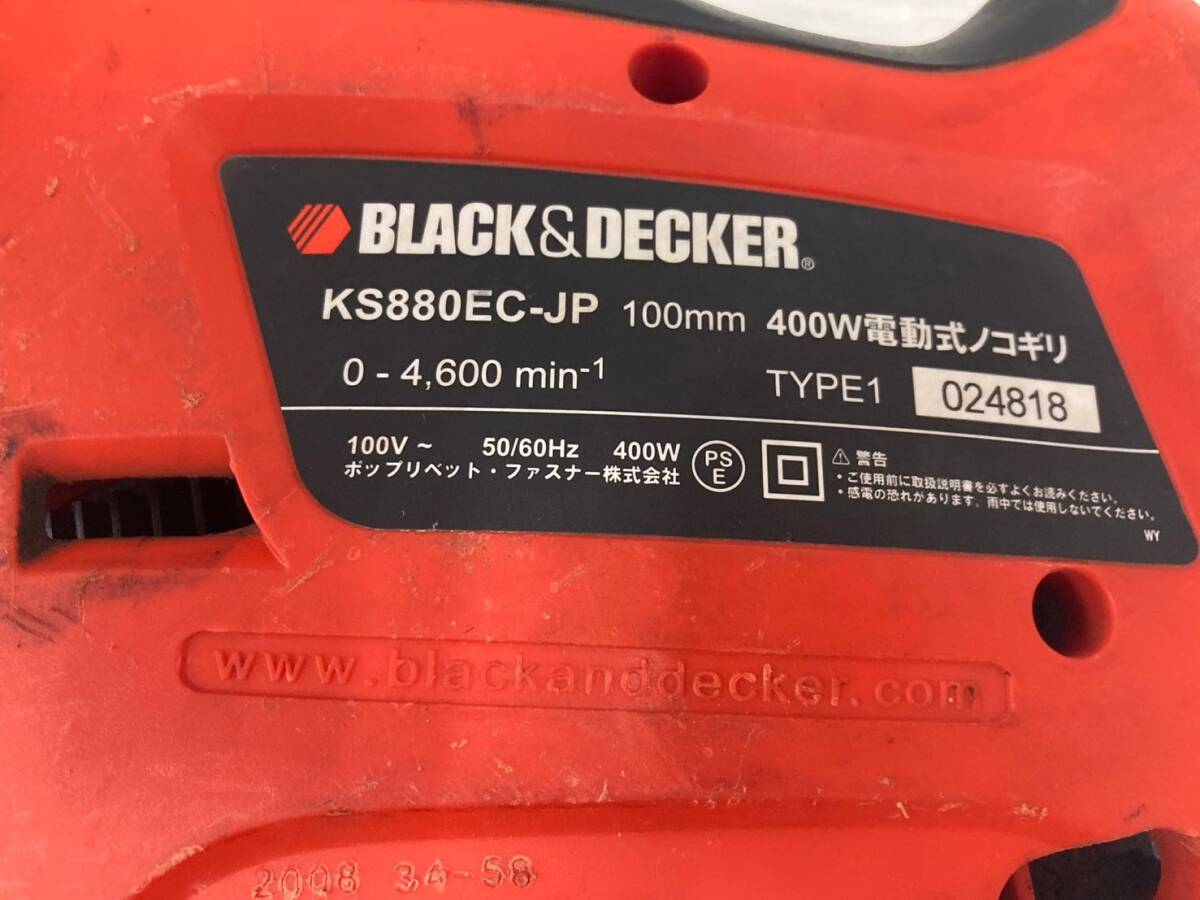 BLACK&DECKER®
KS880EC-JP 100mm 400W電動式ノコギリ
0 - 4,600 min-1 TYPE1 024818
100V ~ 50/60Hz 400W
ポップリベット・ファスナー株式会社
PS
E
⚠ 警告
・ご使用前に取扱説明書を必ずよくお読みください。
・感電の恐れがあります。雨中では使用しないでください。
WY
www.blackanddecker.com
2008 34-58